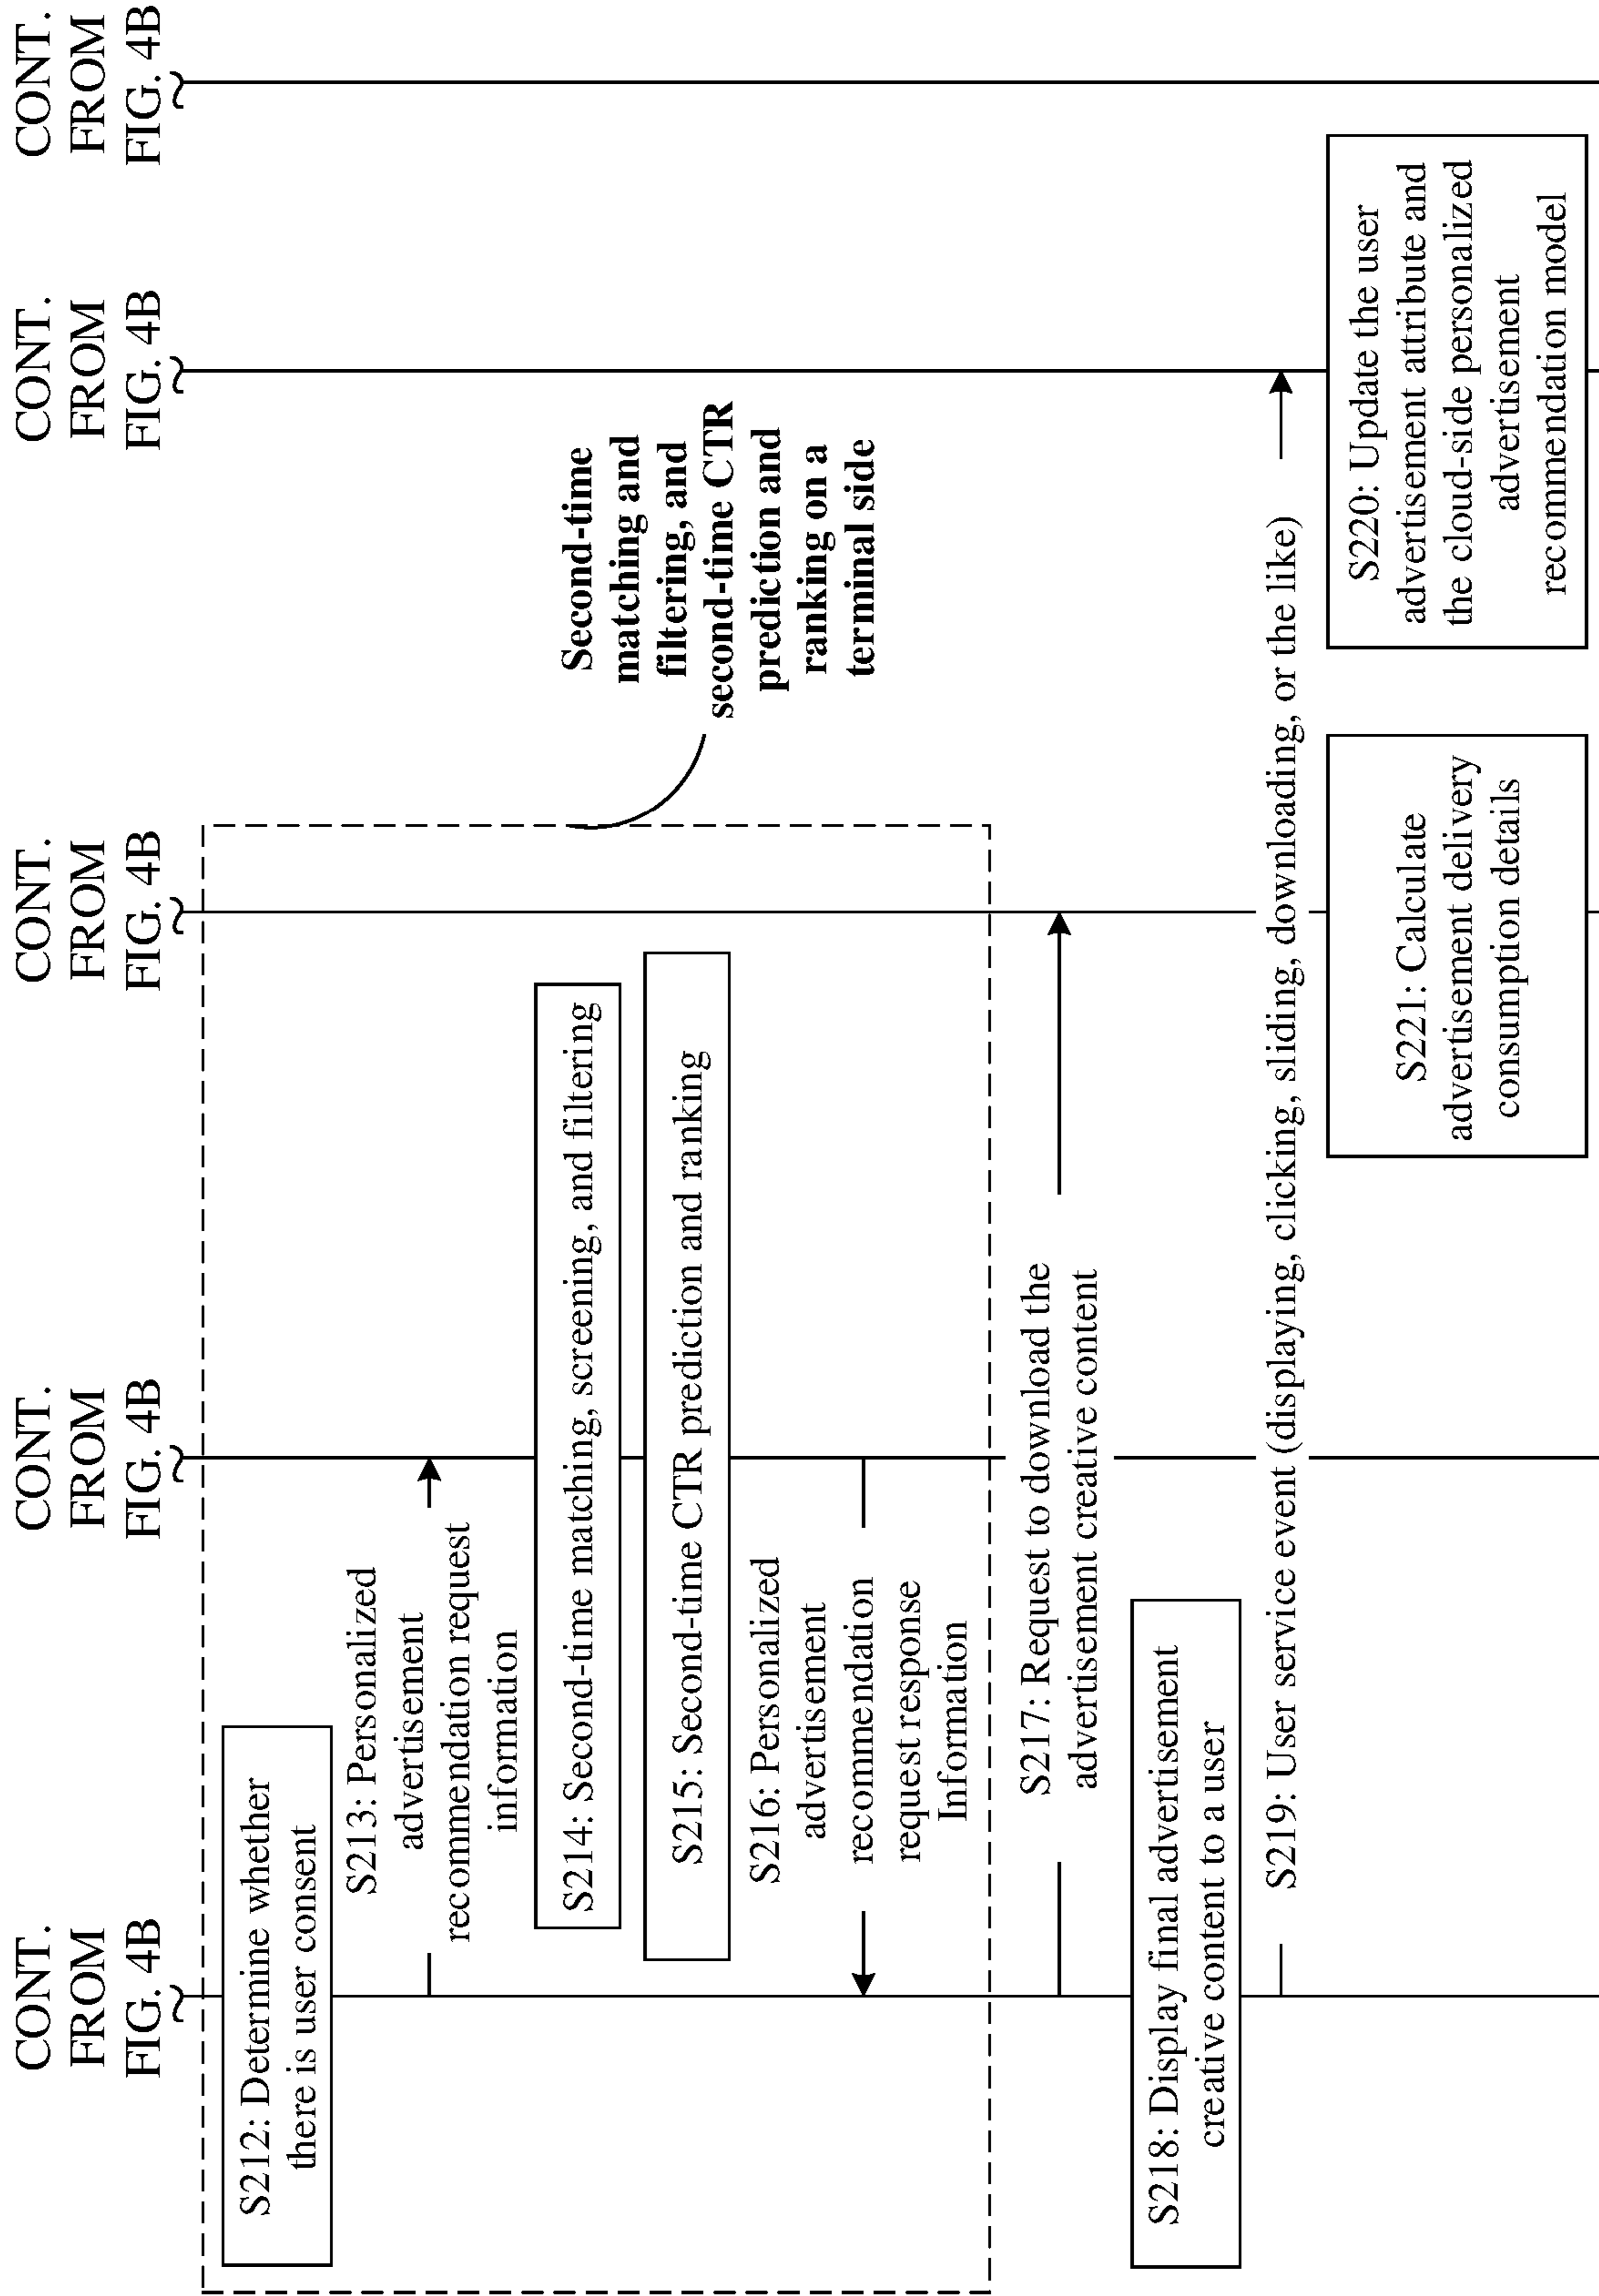 CONT.
FROM
FIG. 4B
CONT.
FROM
FIG. 4B
CONT.
FROM
FIG. 4B
CONT.
FROM
FIG. 4B
CONT.
FROM
FIG. 4B
S212: Determine whether
there is user consent
S213: Personalized
advertisement
recommendation request
information
S214: Second-time matching, screening, and filtering
S215: Second-time CTR prediction and ranking
Second-time
matching and
filtering, and
second-time CTR
prediction and
ranking on a
terminal side
S216: Personalized
advertisement
recommendation
request response
Information
S217: Request to download the
advertisement creative content
S218: Display final advertisement
creative content to a user
S219: User service event (displaying, clicking, sliding, downloading, or the like)
S221: Calculate
advertisement delivery
consumption details
S220: Update the user
advertisement attribute and
the cloud-side personalized
advertisement
recommendation model